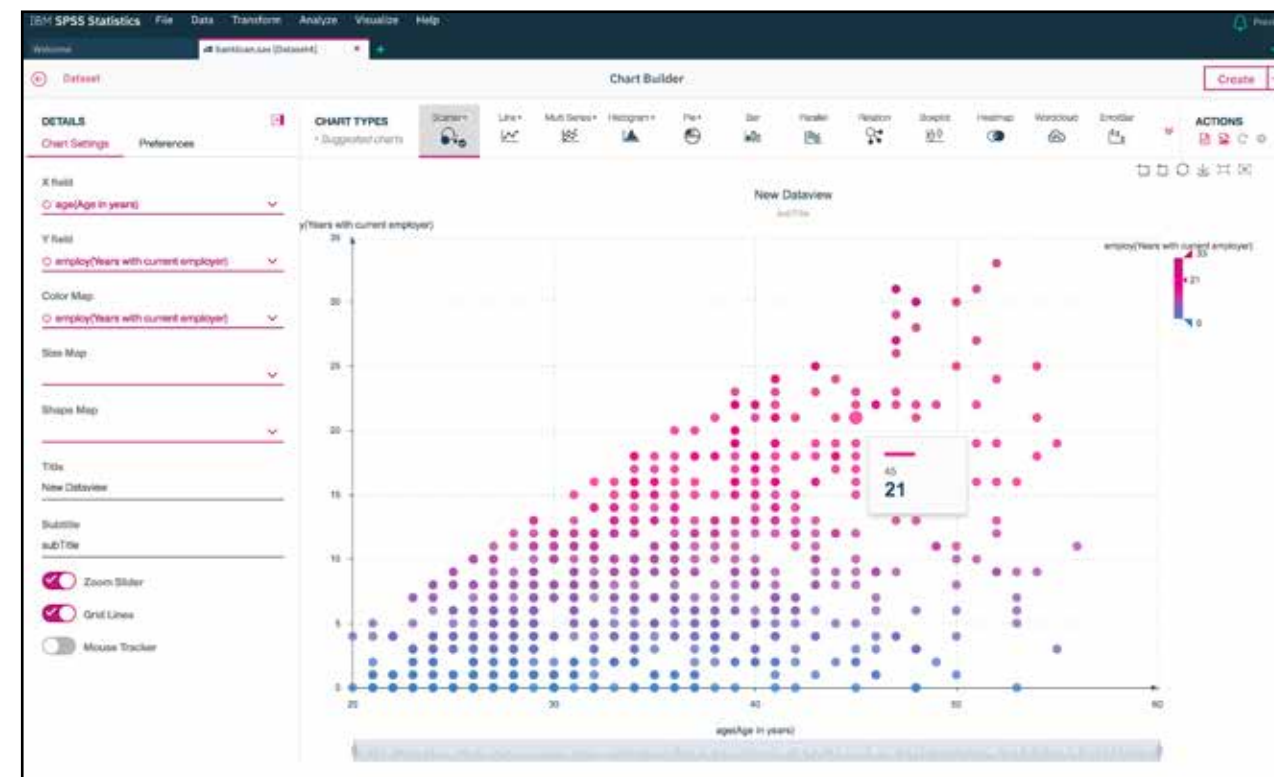 IBM SPSS Statistics File Data Transform Analyze Visualize Help
Welcome bankloan.sav [Dataset4] × +
Dataset Chart Builder Create
DETAILS
Chart Settings Preferences
CHART TYPES
• Suggested charts
Scatter • Line • Multi Series • Histogram • Pie • Bar Parallel Relation Boxplot Heatmap Wordcloud ErrorBar
ACTIONS
X field
age(Age in years)
Y field
employ(Years with current employer)
Color Map
employ(Years with current employer)
Size Map
Shape Map
Title
New Dataview
Subtitle
subTitle
Zoom Slider
Grid Lines
Mouse Tracker
New Dataview
subTitle
y(Years with current employer)
employ(Years with current employer)
33
21
0
35
30
25
20
15
10
5
0
45
21
20 30 40 50 60
age(Age in years)